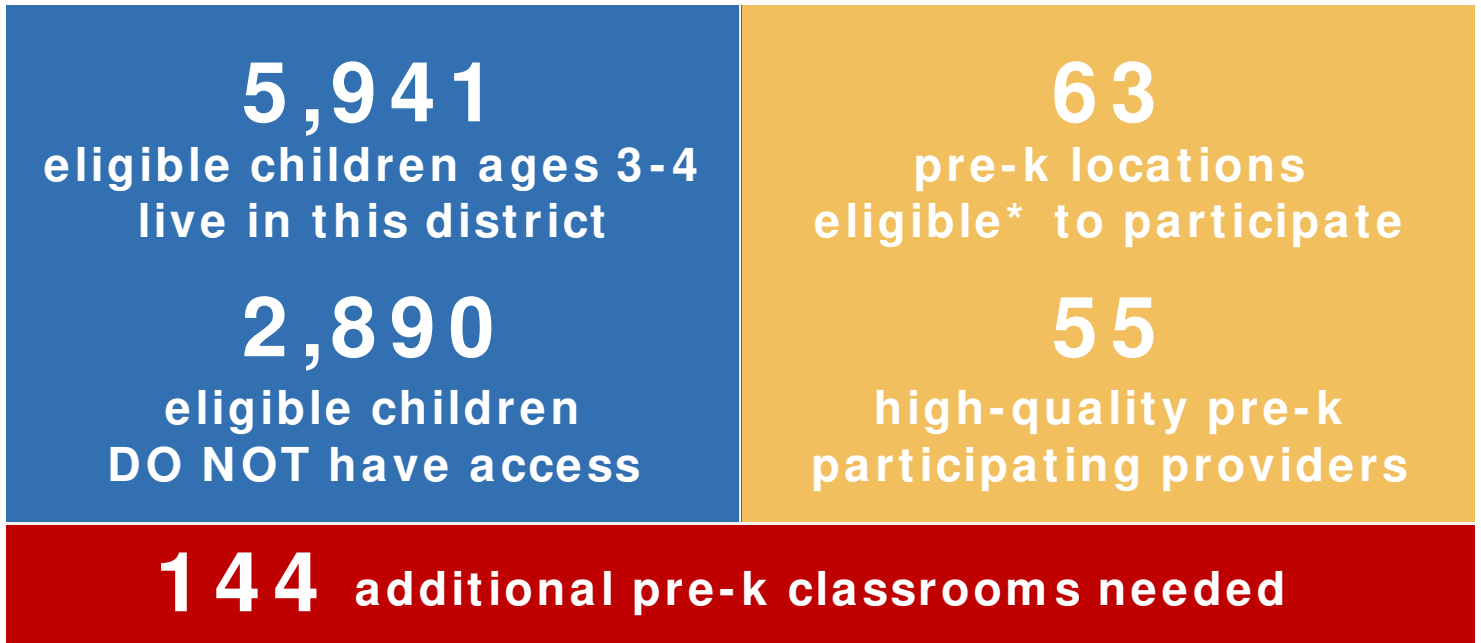 5,941
eligible children ages 3-4
live in this district
2,890
eligible children
DO NOT have access
63
pre-k locations
eligible* to participate
55
high-quality pre-k
participating providers
144 additional pre-k classrooms needed